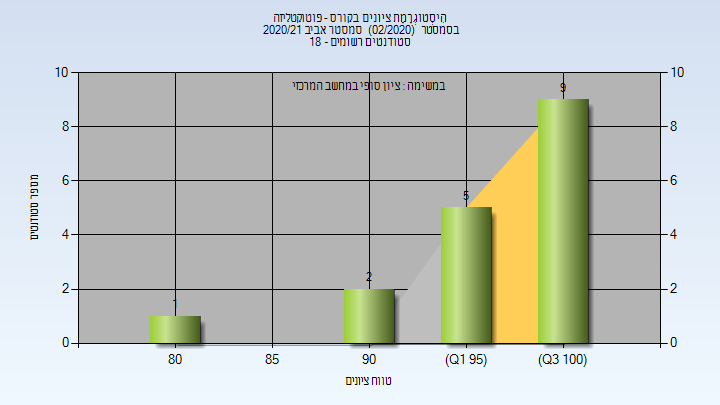 היסטוגרמת ציונים בקורס - פוטוקטליזה
בסמסטר (02/2020) סמסטר אביב 2020/21
סטודנטים רשומים - 18
במשימה : ציון סופי במחשב המרכזי
מספר סטודנטים
10
8
6
4
2
0
10
8
6
4
2
0
1
2
5
9
80
85
90
(Q1 95)
(Q3 100)
טווח ציונים